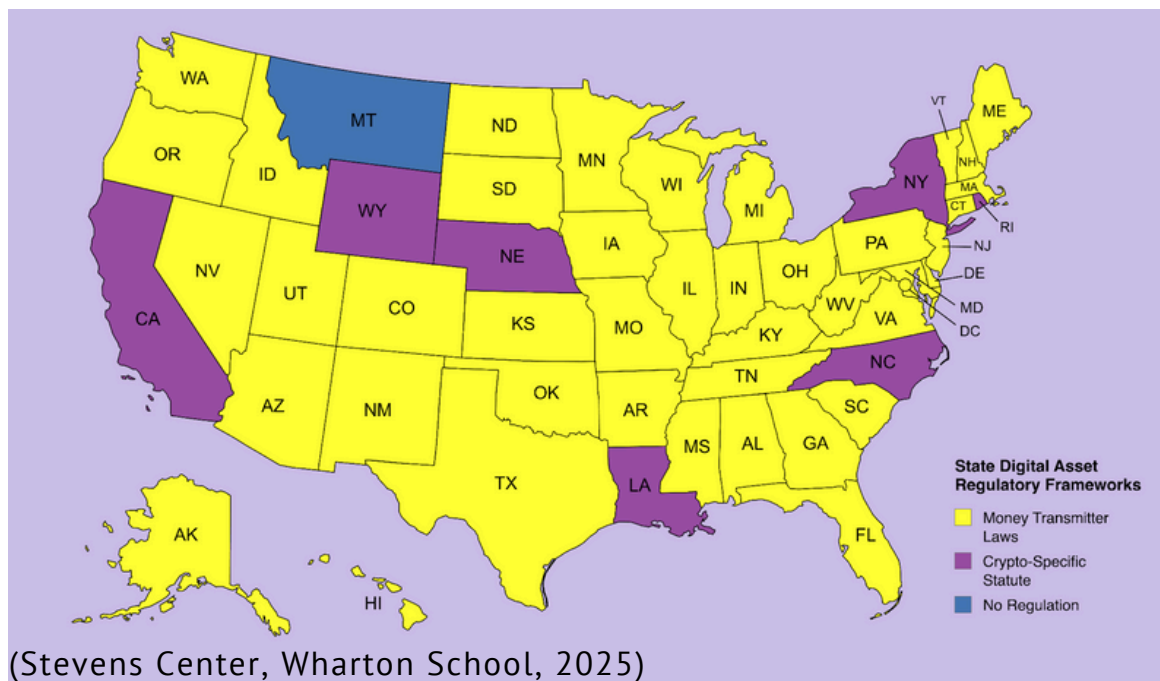 WA
MT
ND
MN
VT
ME
OR
ID
SD
WI
MI
NY
NH
MA
CT
RI
WY
IA
PA
NJ
NE
NV
UT
CO
IL
IN
OH
DE
MD
DC
CA
KS
MO
WV
VA
KY
AZ
NM
OK
AR
TN
NC
SC
MS
AL
GA
TX
LA
FL
AK
HI
State Digital Asset
Regulatory Frameworks
Money Transmitter
Laws
Crypto-Specific
Statute
No Regulation
(Stevens Center, Wharton School, 2025)